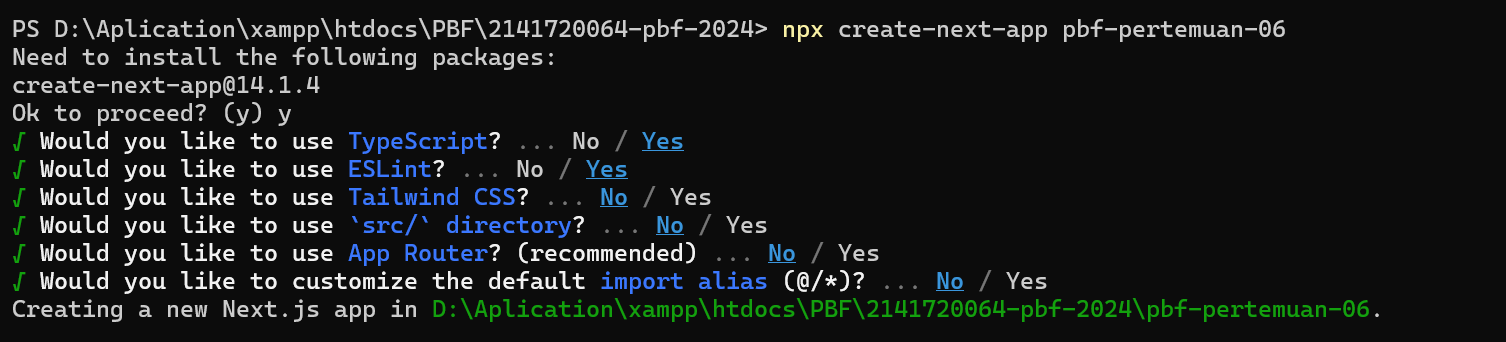 PS D:\Aplication\xampp\htdocs\PBF\2141720064-pbf-2024> npx create-next-app pbf-pertemuan-06
Need to install the following packages:
create-next-app@14.1.4
Ok to proceed? (y) y
√ Would you like to use TypeScript? ... No / Yes
√ Would you like to use ESLint? ... No / Yes
√ Would you like to use Tailwind CSS? ... No / Yes
√ Would you like to use `src/` directory? ... No / Yes
√ Would you like to use App Router? (recommended) ... No / Yes
√ Would you like to customize the default import alias (@/*)? ... No / Yes
Creating a new Next.js app in D:\Aplication\xampp\htdocs\PBF\2141720064-pbf-2024\pbf-pertemuan-06.